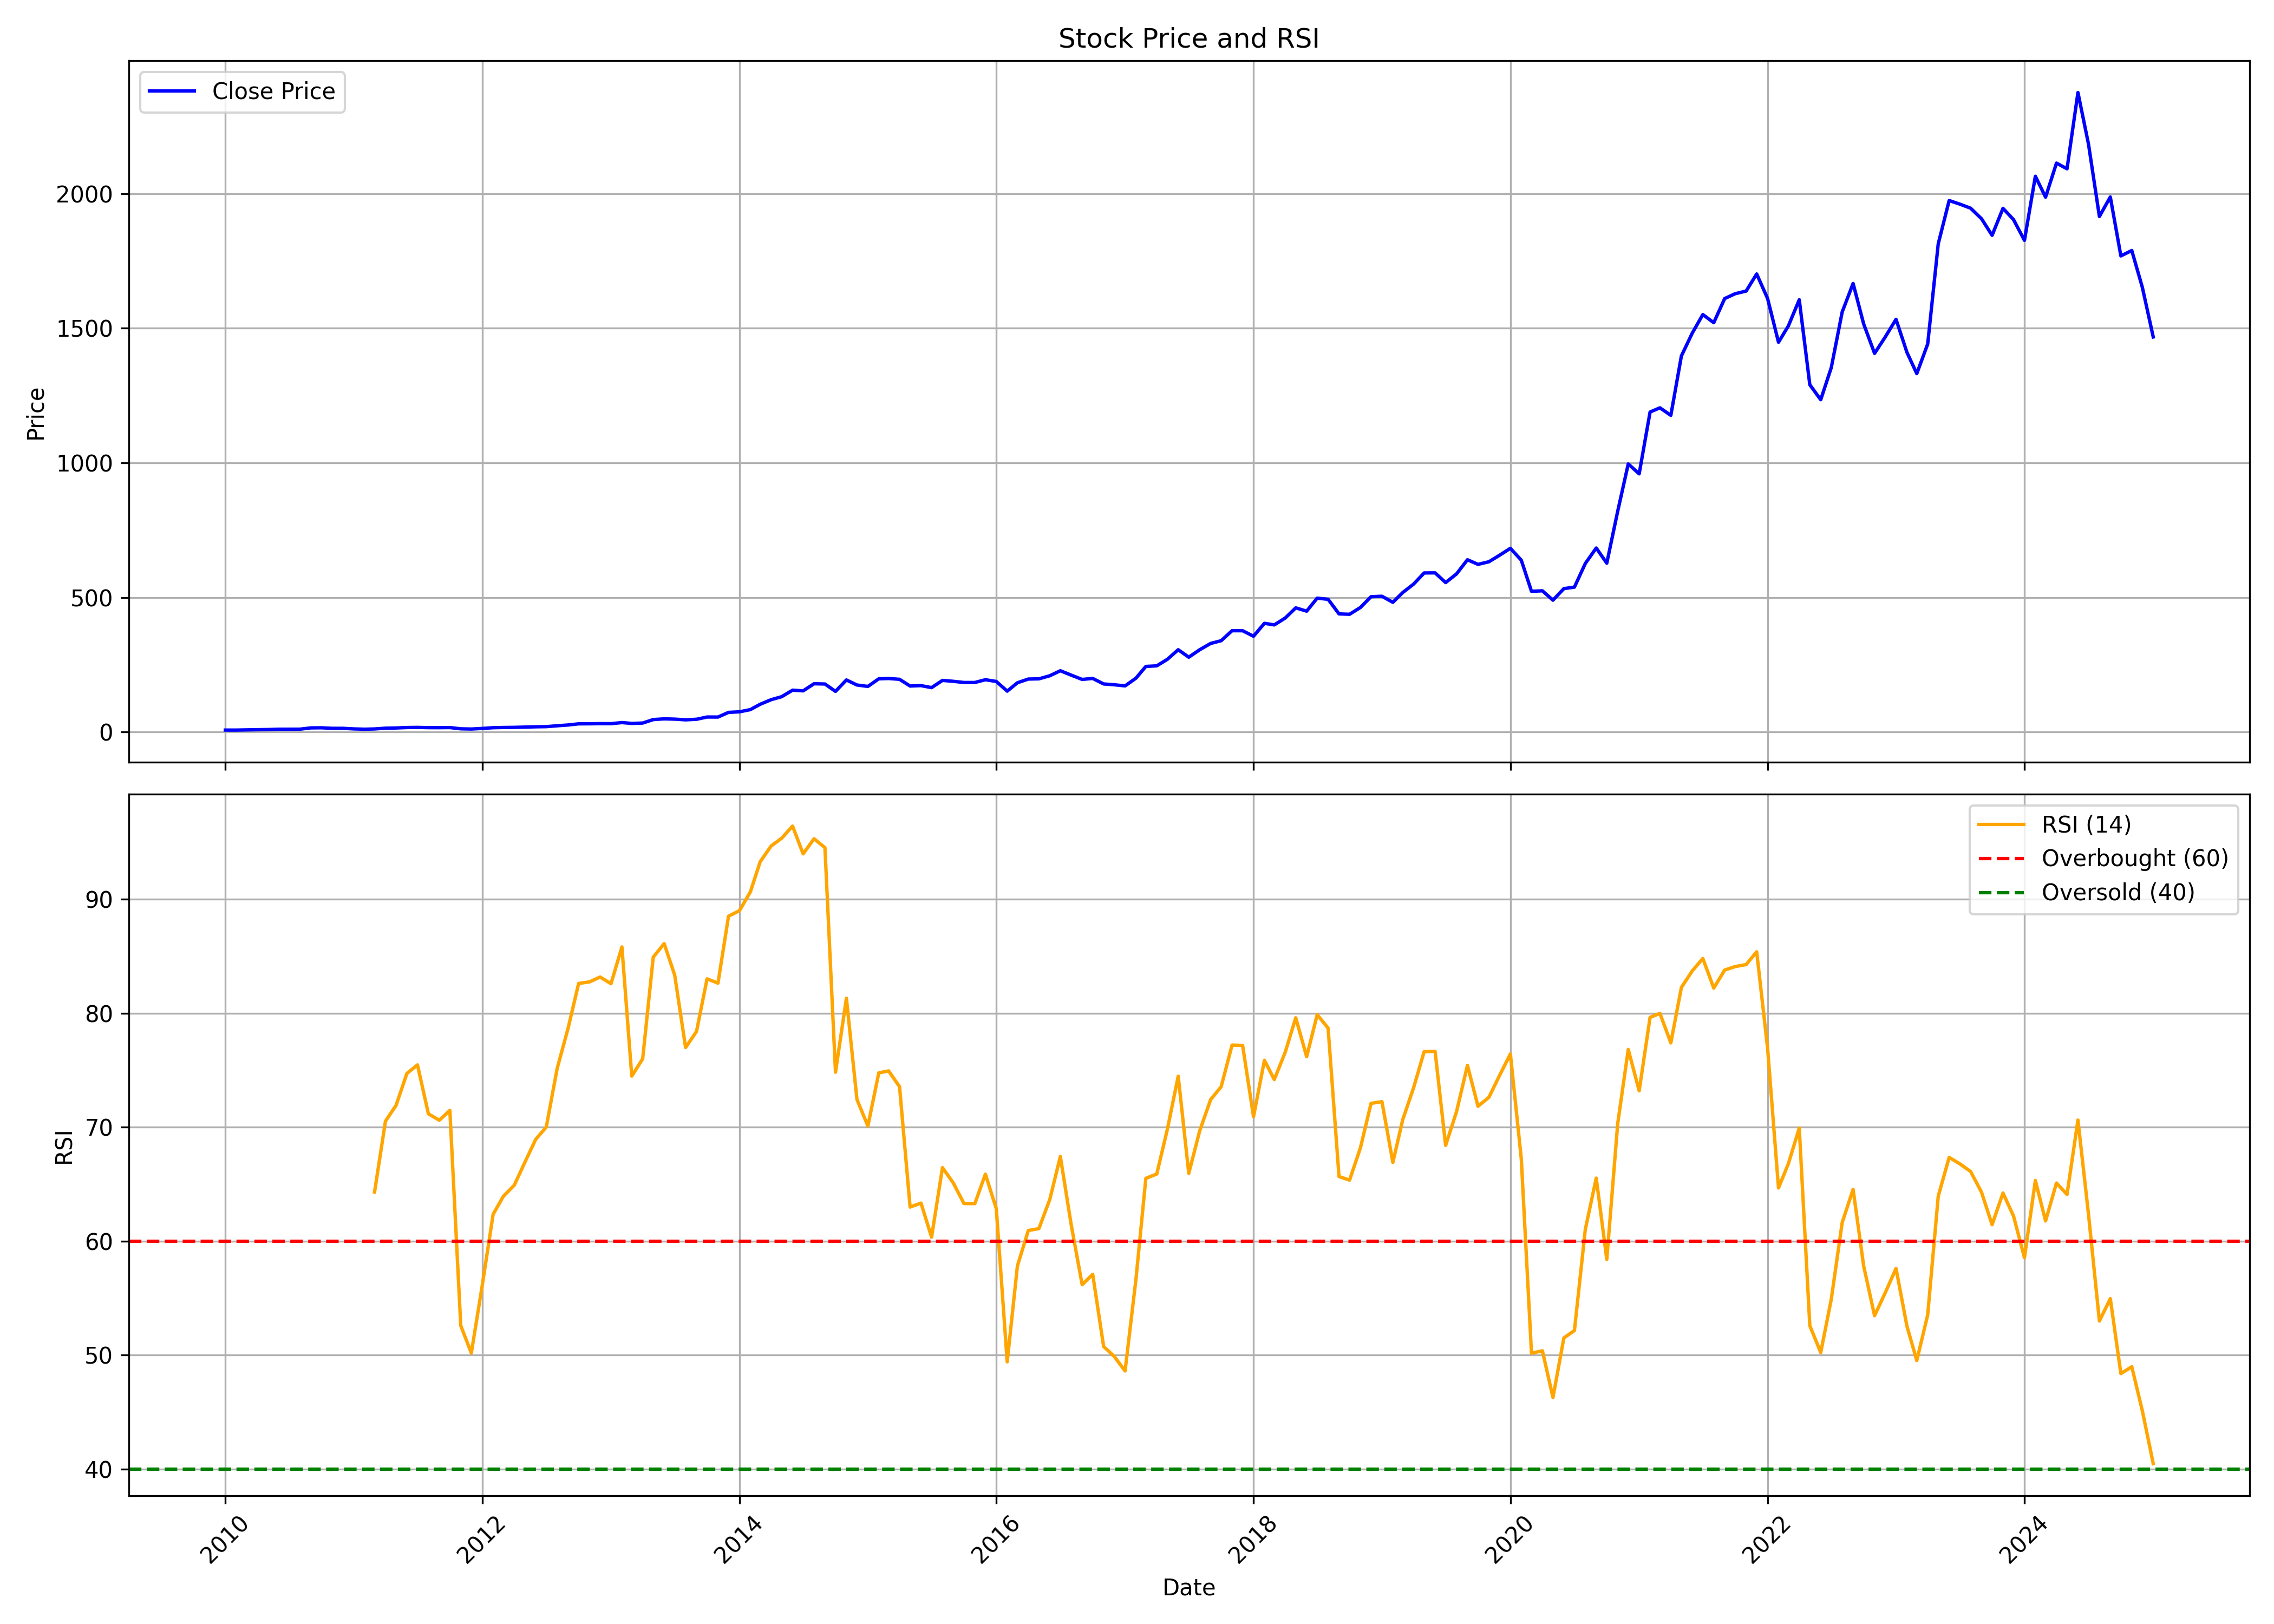 Stock Price and RSI
Close Price
Price
2000
1500
1000
500
0
RSI (14)
Overbought (60)
Oversold (40)
RSI
90
80
70
60
50
40
2010
2012
2014
2016
2018
2020
2022
2024
Date